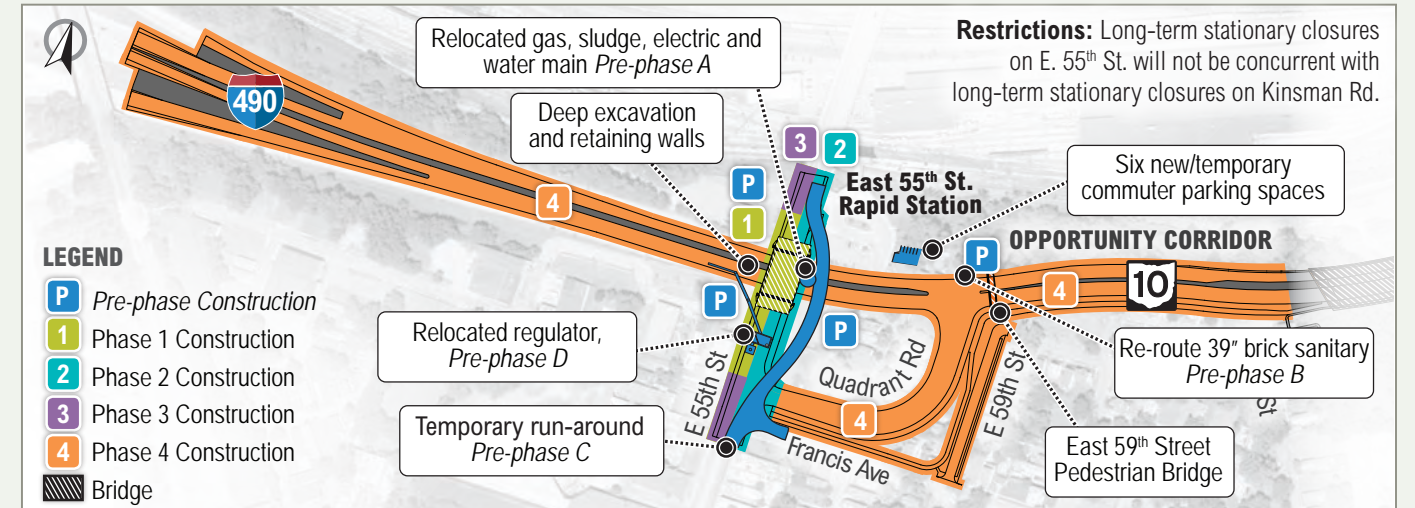 Restrictions: Long-term stationary closures
on E. 55th St. will not be concurrent with
long-term stationary closures on Kinsman Rd.
Relocated gas, sludge, electric and
water main Pre-phase A
490
Deep excavation
and retaining walls
3
2
P
1
4
East 55th St.
Rapid Station
Six new/temporary
commuter parking spaces
OPPORTUNITY CORRIDOR
P
4
10
LEGEND
P Pre-phase Construction
1 Phase 1 Construction
2 Phase 2 Construction
3 Phase 3 Construction
4 Phase 4 Construction
Bridge
P
P
Relocated regulator,
Pre-phase D
E 55th St
Quadrant Rd
4
E 59th St
Re-route 39" brick sanitary
Pre-phase B
St
Temporary run-around
Pre-phase C
Francis Ave
East 59th Street
Pedestrian Bridge